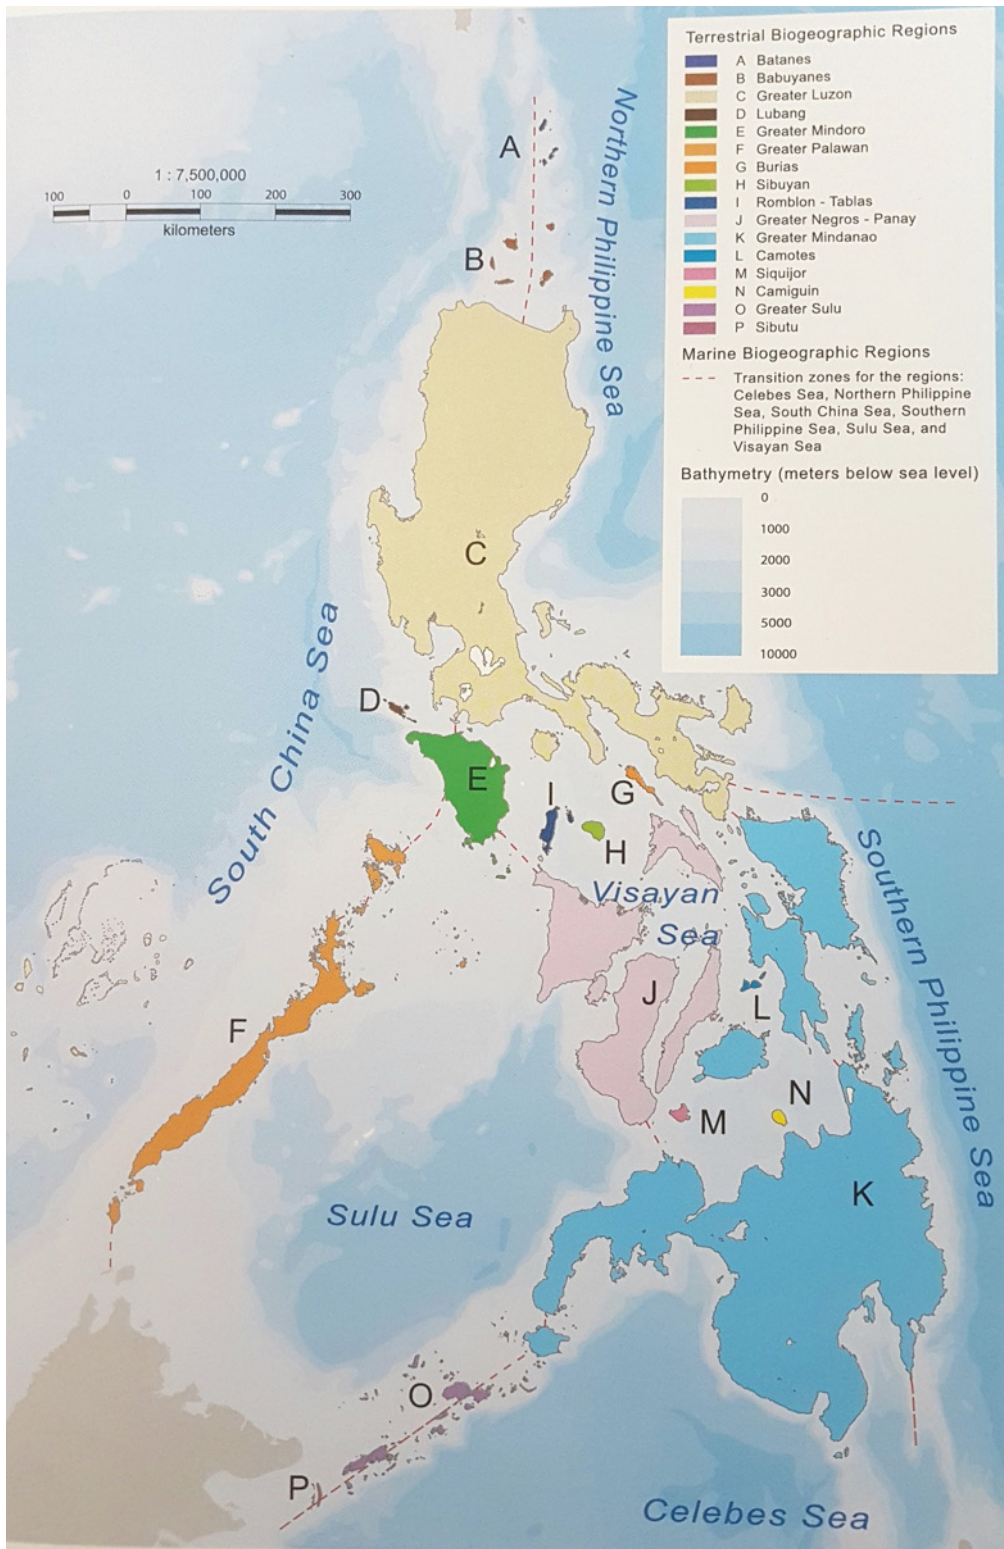 Terrestrial Biogeographic Regions
A Batanes
B Babuyanes
C Greater Luzon
D Lubang
E Greater Mindoro
F Greater Palawan
G Burias
H Sibuyan
I Romblon - Tablas
J Greater Negros - Panay
K Greater Mindanao
L Camotes
M Siquijor
N Camiguin
O Greater Sulu
P Sibutu
Marine Biogeographic Regions
Transition zones for the regions:
Celebes Sea, Northern Philippine
Sea, South China Sea, Southern
Philippine Sea, Sulu Sea, and
Visayan Sea
Bathymetry (meters below sea level)
0
1000
2000
3000
5000
10000
1 : 7,500,000
100 0 100 200 300
kilometers
Northern Philippine Sea
A
B
C
South China Sea
D
E
I
G
H
Visayan
Sea
Southern Philippine Sea
J
L
F
N
M
K
Sulu Sea
O
P
Celebes Sea